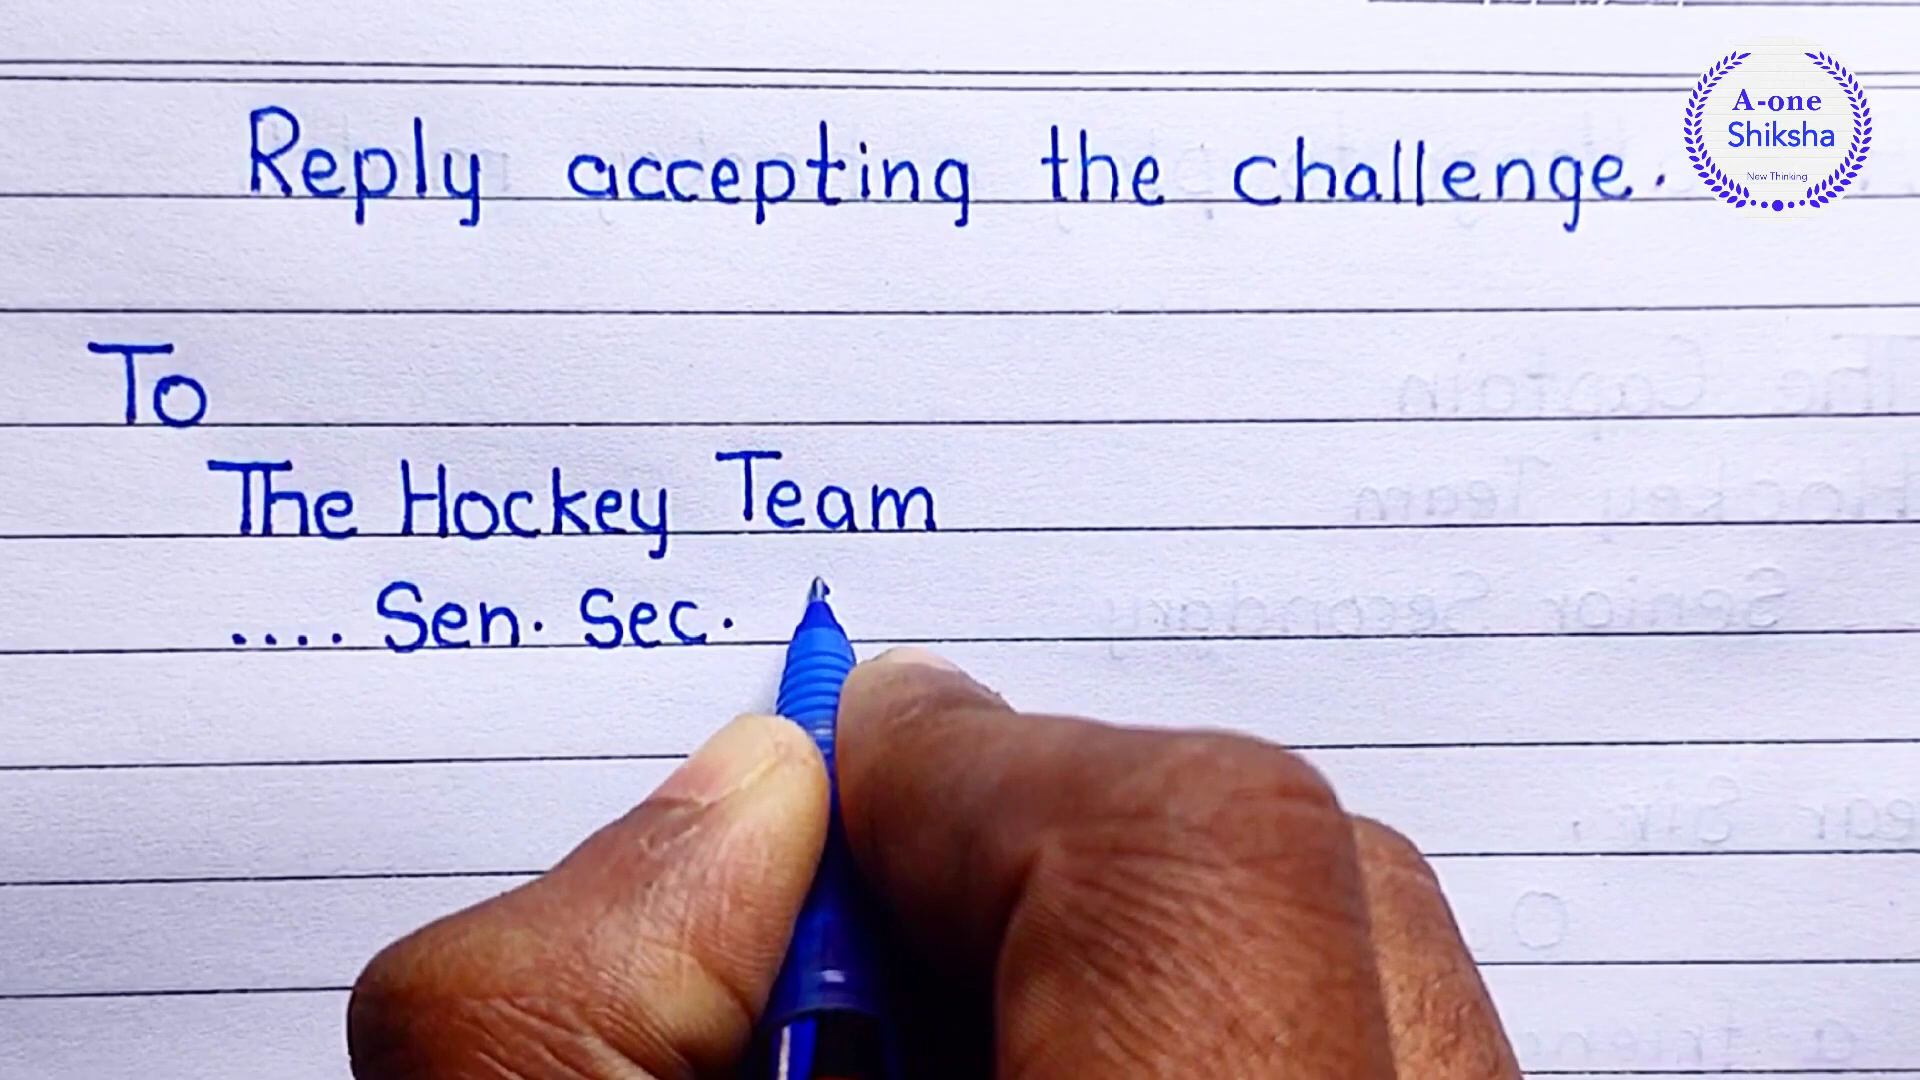 Reply accepting the challenge.
A-one
Shiksha
New Thinking
To
The Hockey Team
.... Sen. Sec.